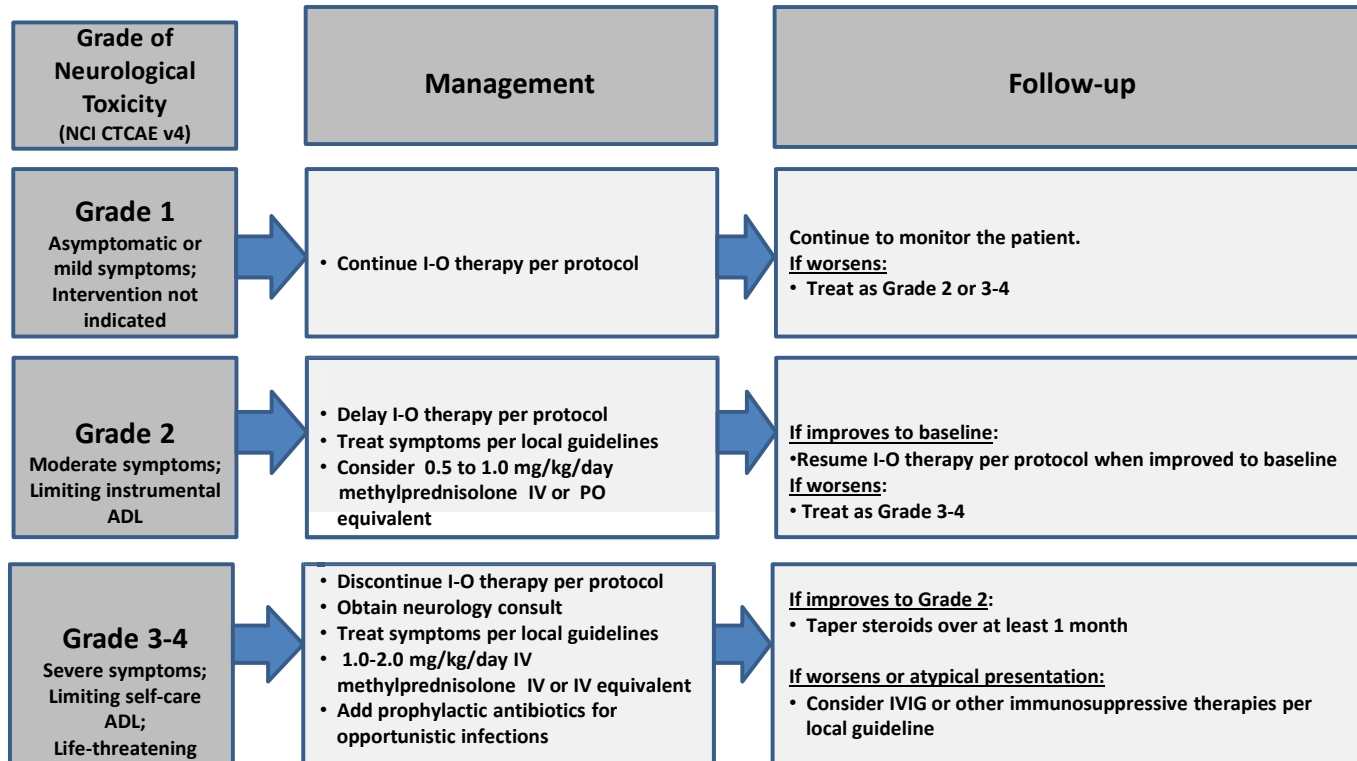 Grade of
Neurological
Toxicity
(NCI CTCAE v4)
Management
Follow-up
Grade 1
Asymptomatic or
mild symptoms;
Intervention not
indicated
• Continue I-O therapy per protocol
Continue to monitor the patient.
If worsens:
• Treat as Grade 2 or 3-4
Grade 2
Moderate symptoms;
Limiting instrumental
ADL
• Delay I-O therapy per protocol
• Treat symptoms per local guidelines
• Consider 0.5 to 1.0 mg/kg/day
methylprednisolone IV or PO
equivalent
If improves to baseline:
•Resume I-O therapy per protocol when improved to baseline
If worsens:
• Treat as Grade 3-4
Grade 3-4
Severe symptoms;
Limiting self-care
ADL;
Life-threatening
• Discontinue I-O therapy per protocol
• Obtain neurology consult
• Treat symptoms per local guidelines
• 1.0-2.0 mg/kg/day IV
methylprednisolone IV or IV equivalent
• Add prophylactic antibiotics for
opportunistic infections
If improves to Grade 2:
• Taper steroids over at least 1 month
If worsens or atypical presentation:
• Consider IVIG or other immunosuppressive therapies per
local guideline